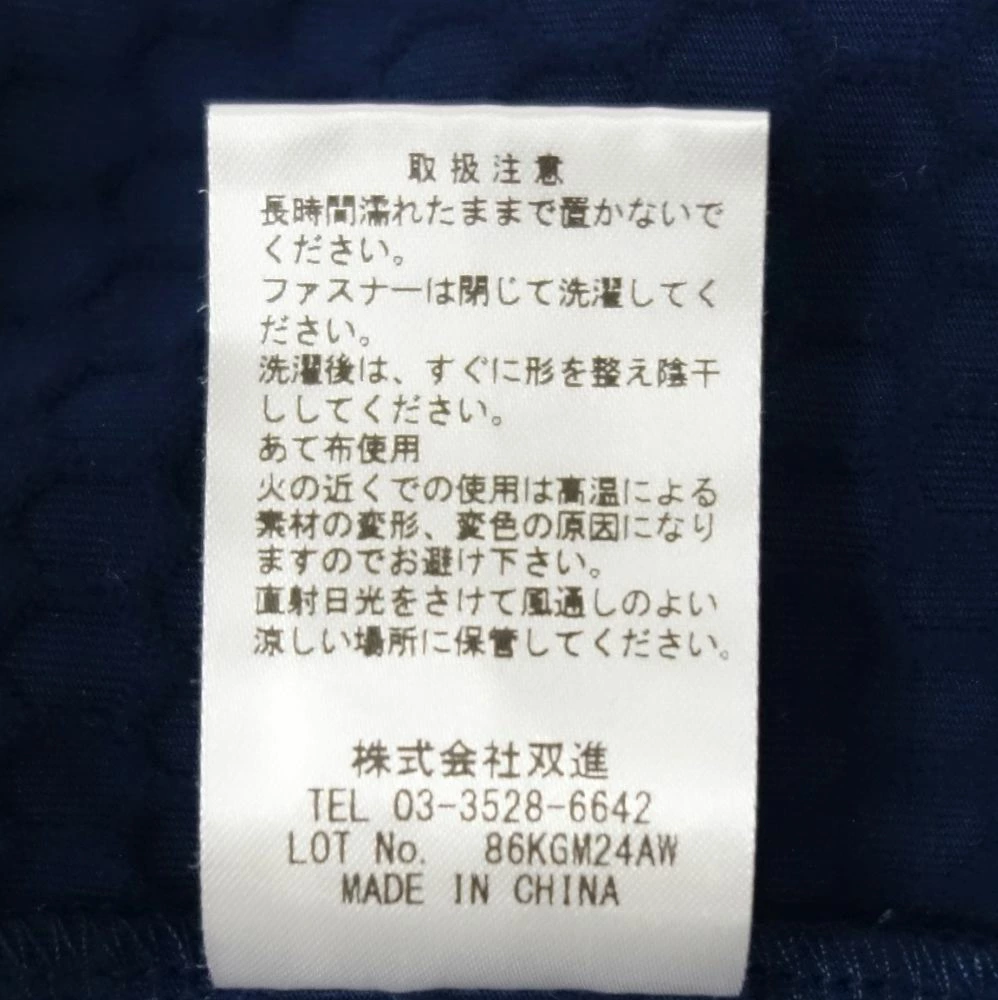 取扱注意
長時間濡れたままで置かないで
ください。
ファスナーは閉じて洗濯してく
ださい。
洗濯後は、すぐに形を整え陰干
ししてください。
あて布使用
火の近くでの使用は高温による
素材の変形、変色の原因になり
ますのでお避け下さい。
直射日光をさけて風通しのよい
涼しい場所に保管してください。
株式会社双進
TEL 03-3528-6642
LOT No. 86KGM24AW
MADE IN CHINA